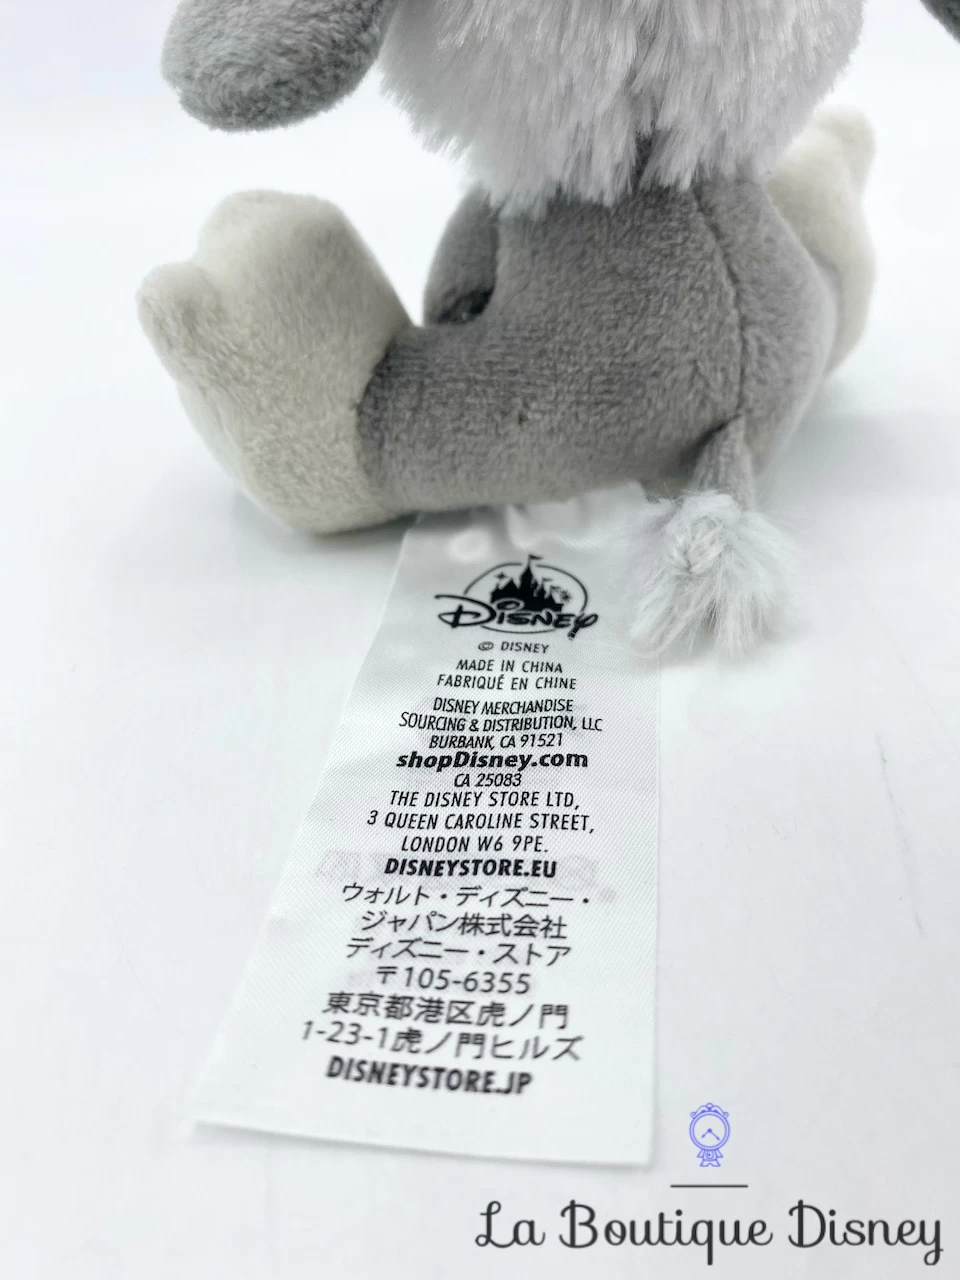 Disney
© DISNEY
MADE IN CHINA
FABRIQUÉ EN CHINE
DISNEY MERCHANDISE
SOURCING & DISTRIBUTION, LLC
BURBANK, CA 91521
shopDisney.com
CA 25083
THE DISNEY STORE LTD,
3 QUEEN CAROLINE STREET,
LONDON W6 9PE.
DISNEYSTORE.EU
ウォルト・ディズニー・
ジャパン株式会社
ディズニー・ストア
〒105-6355
東京都港区虎ノ門
1-23-1虎ノ門ヒルズ
DISNEYSTORE.JP
La Boutique Disney